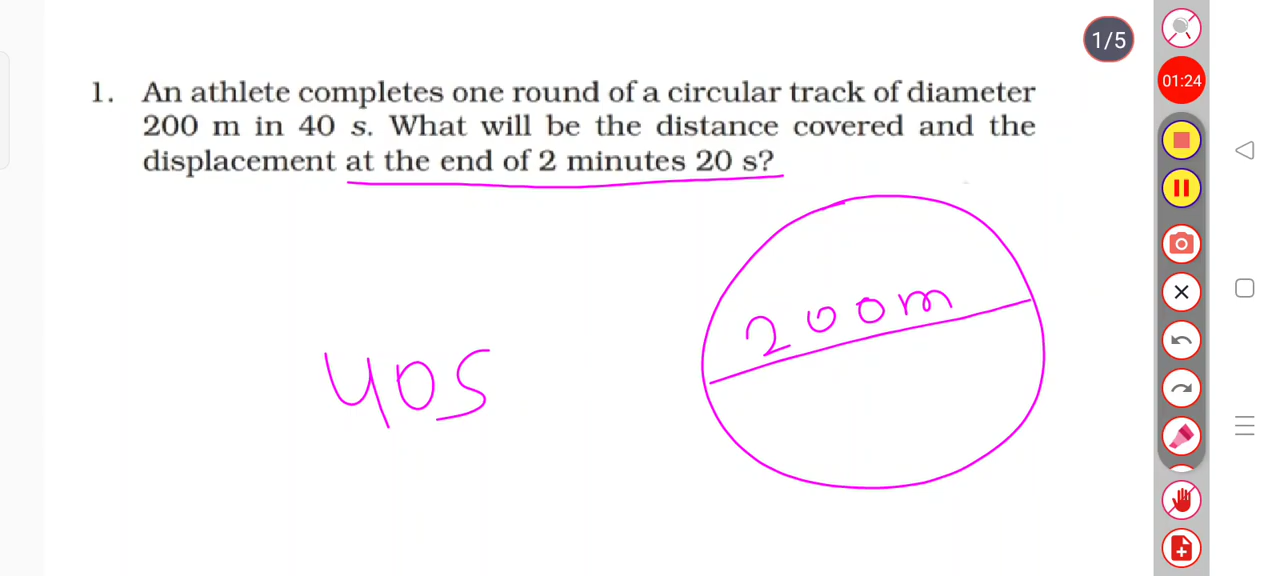 1/5
01:24
1. An athlete completes one round of a circular track of diameter
200 m in 40 s. What will be the distance covered and the
displacement at the end of 2 minutes 20 s?
200m
40s